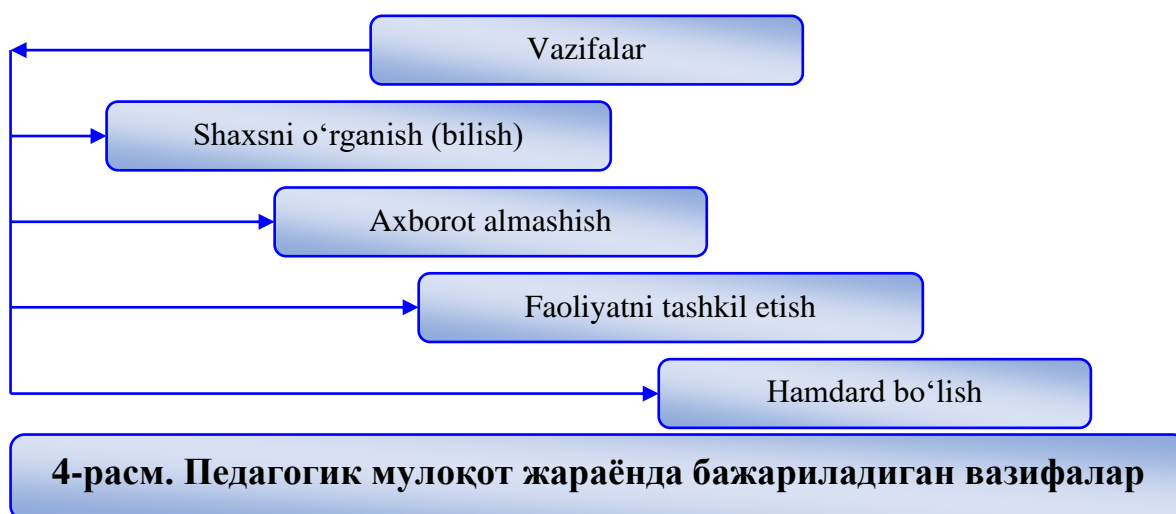 Vazifalar
Shaxsni o‘rganish (bilish)
Axborot almashish
Faoliyatni tashkil etish
Hamdard bo‘lish
4-расм. Педагогик мулоқот жараёнда бажариладиган вазифалар